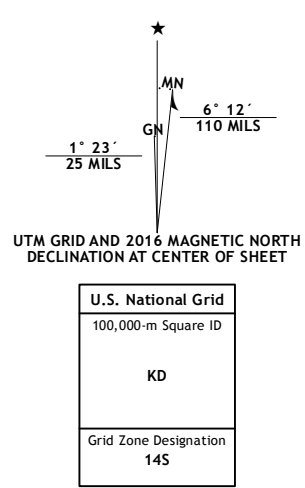 ★
MN
GN
6° 12´
110 MILS
1° 23´
25 MILS
UTM GRID AND 2016 MAGNETIC NORTH
DECLINATION AT CENTER OF SHEET
U.S. National Grid
100,000-m Square ID
KD
Grid Zone Designation
14S